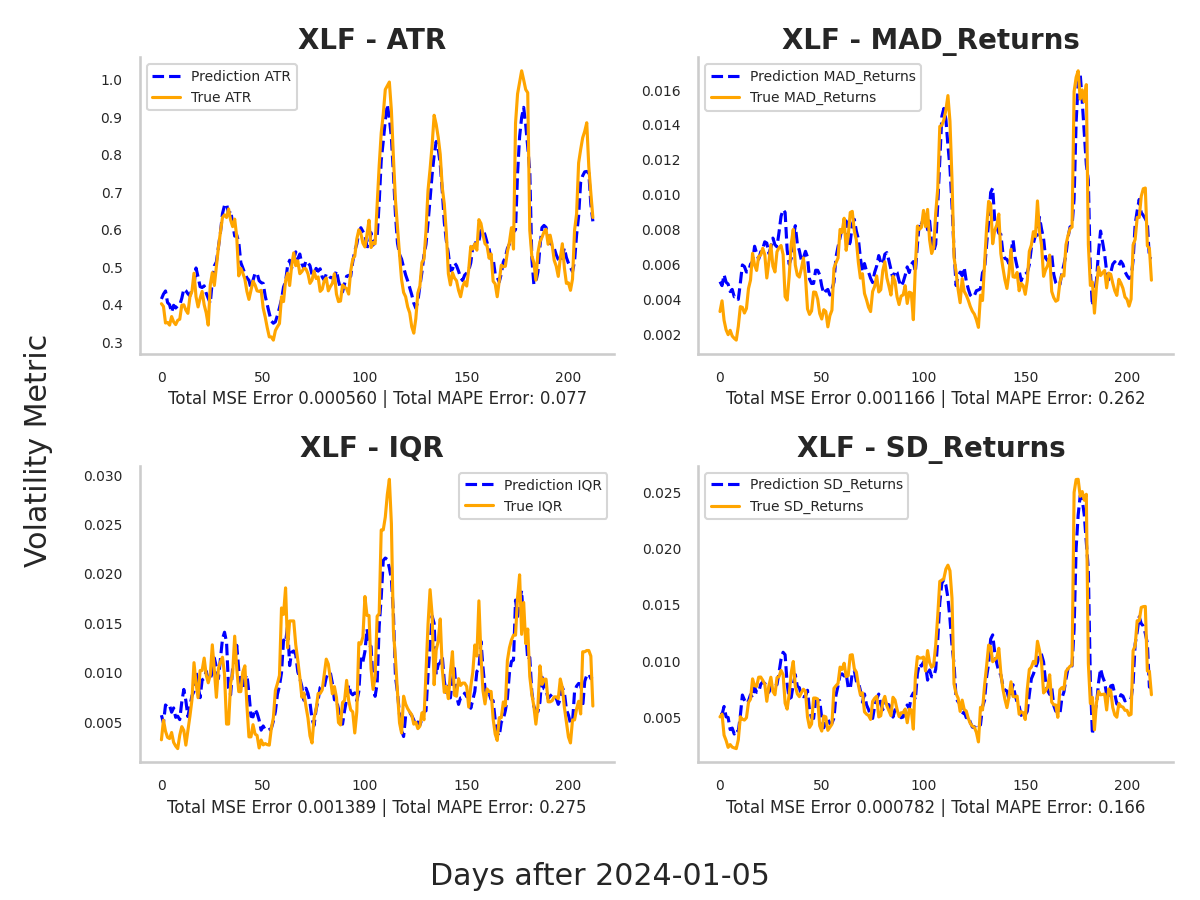 XLF - ATR
Prediction ATR
True ATR
1.0
0.9
0.8
0.7
0.6
0.5
0.4
0.3
0
50
100
150
200
Total MSE Error 0.000560 | Total MAPE Error: 0.077
XLF - MAD_Returns
Prediction MAD_Returns
True MAD_Returns
0.016
0.014
0.012
0.010
0.008
0.006
0.004
0.002
0
50
100
150
200
Total MSE Error 0.001166 | Total MAPE Error: 0.262
Volatility Metric
XLF - IQR
Prediction IQR
True IQR
0.030
0.025
0.020
0.015
0.010
0.005
0
50
100
150
200
Total MSE Error 0.001389 | Total MAPE Error: 0.275
XLF - SD_Returns
Prediction SD_Returns
True SD_Returns
0.025
0.020
0.015
0.010
0.005
0
50
100
150
200
Total MSE Error 0.000782 | Total MAPE Error: 0.166
Days after 2024-01-05